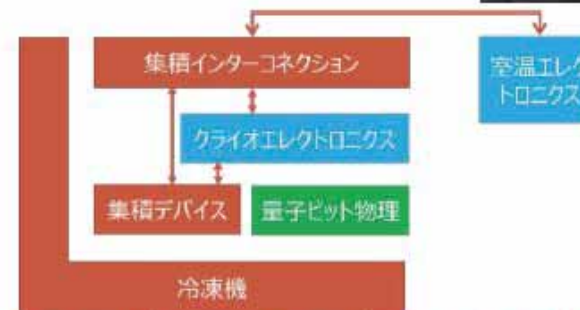 集積インターコネクション
室温エレク
トロニクス
クライオエレクトロニクス
集積デバイス
量子ビット物理
冷凍機